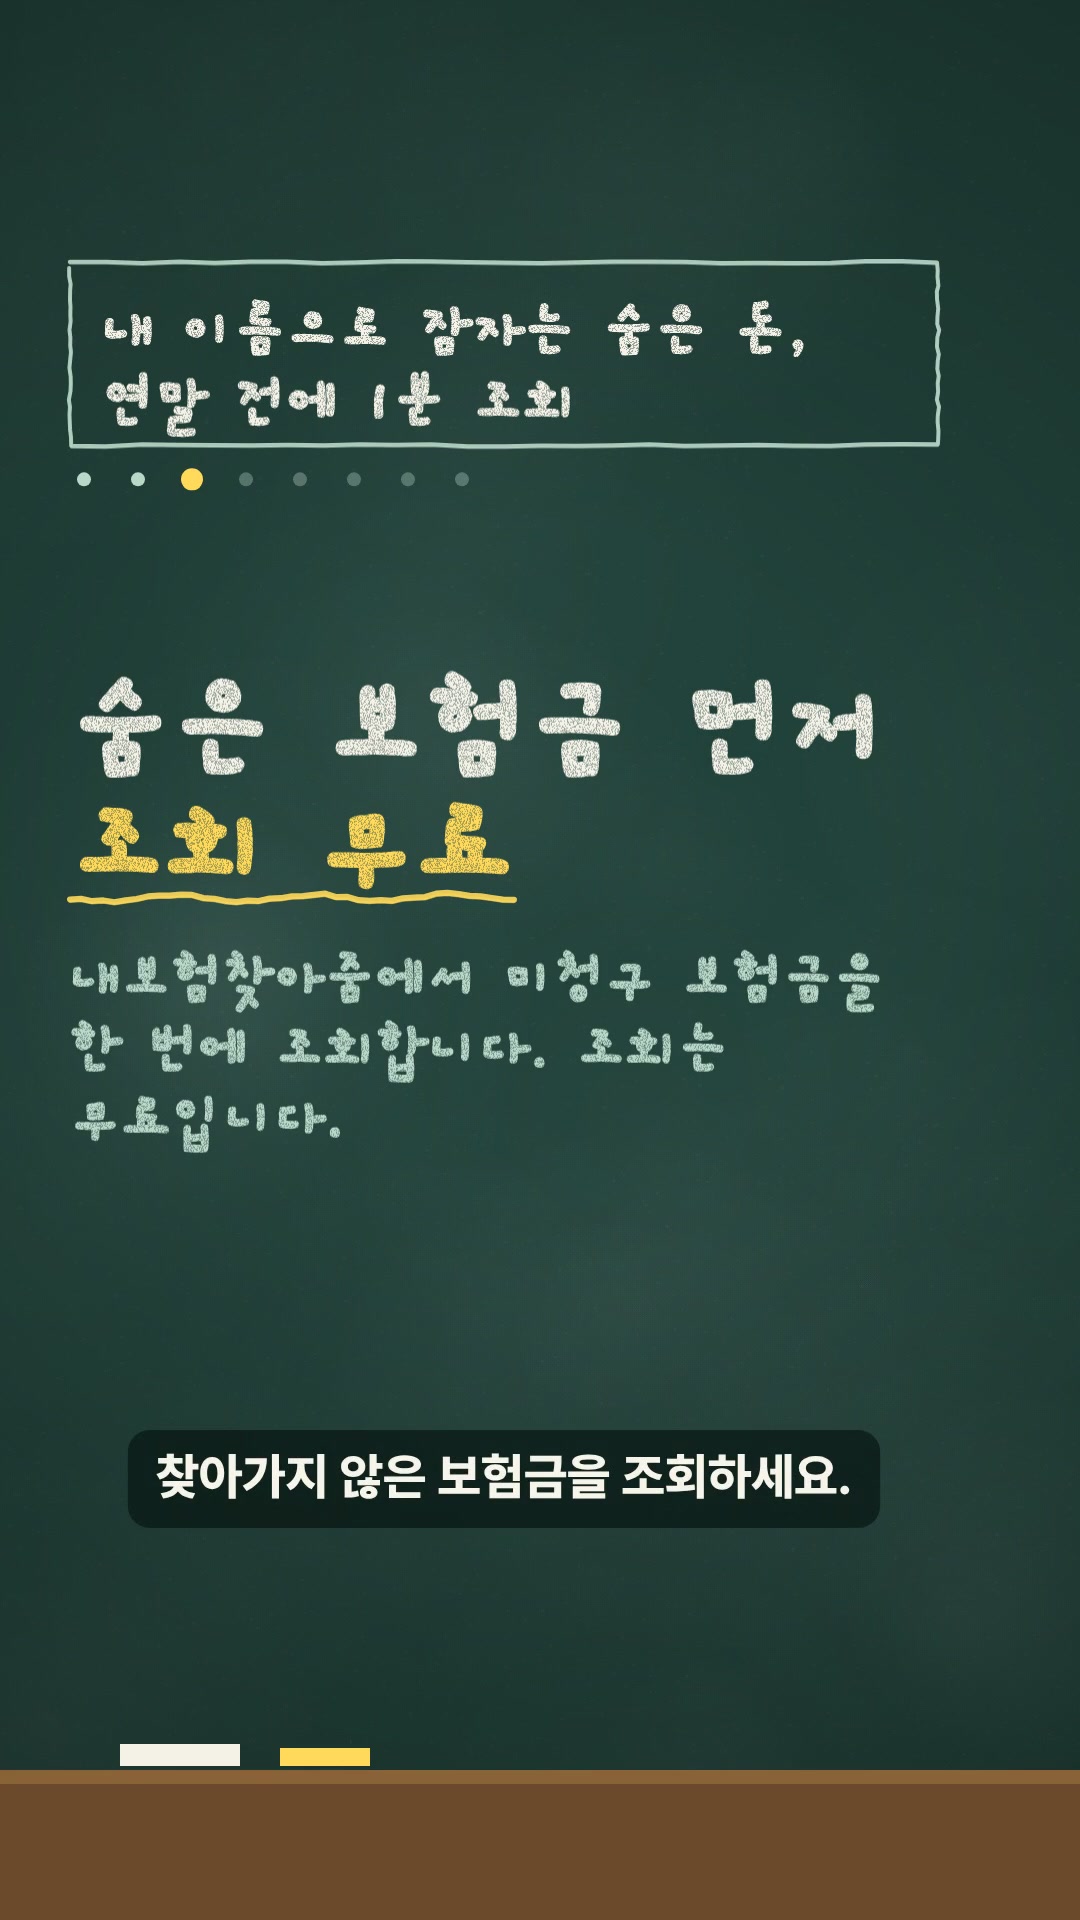 내 이름으로 잠자는 숨은 돈,
연말 전에 1분 조회
숨은 보험금 먼저
조회 무료
내보험찾아줌에서 미청구 보험금을
한 번에 조회합니다. 조회는
무료입니다.
찾아가지 않은 보험금을 조회하세요.